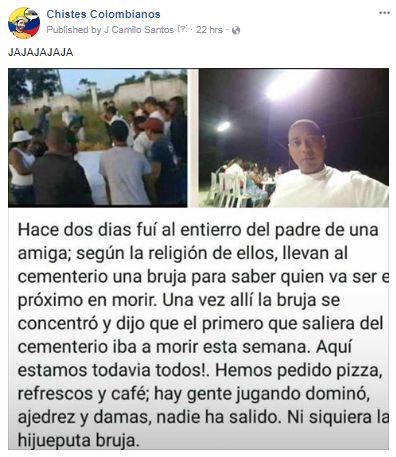 Chistes Colombianos
Published by J Camilo Santos [?] · 22 hrs ·
JAJAJAJAJA
Hace dos dias fuí al entierro del padre de una
amiga; según la religión de ellos, llevan al
cementerio una bruja para saber quien va ser e
próximo en morir. Una vez allí la bruja se
concentró y dijo que el primero que saliera del
cementerio iba a morir esta semana. Aquí
estamos todavia todos!. Hemos pedido pizza,
refrescos y café; hay gente jugando dominó,
ajedrez y damas, nadie ha salido. Ni siquiera la
hijueputa bruja.